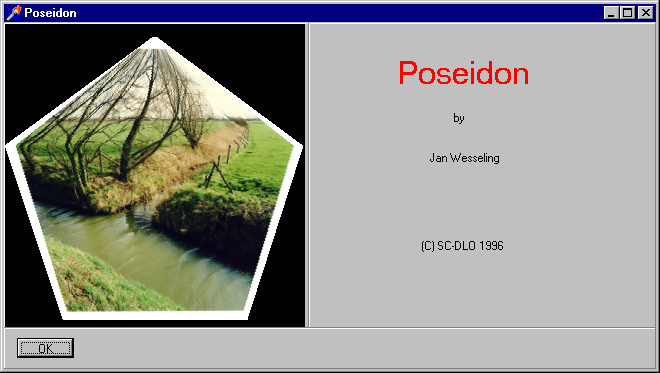 Poseidon
Poseidon
by
Jan Wesseling
(C) SC-DLO 1996
OK